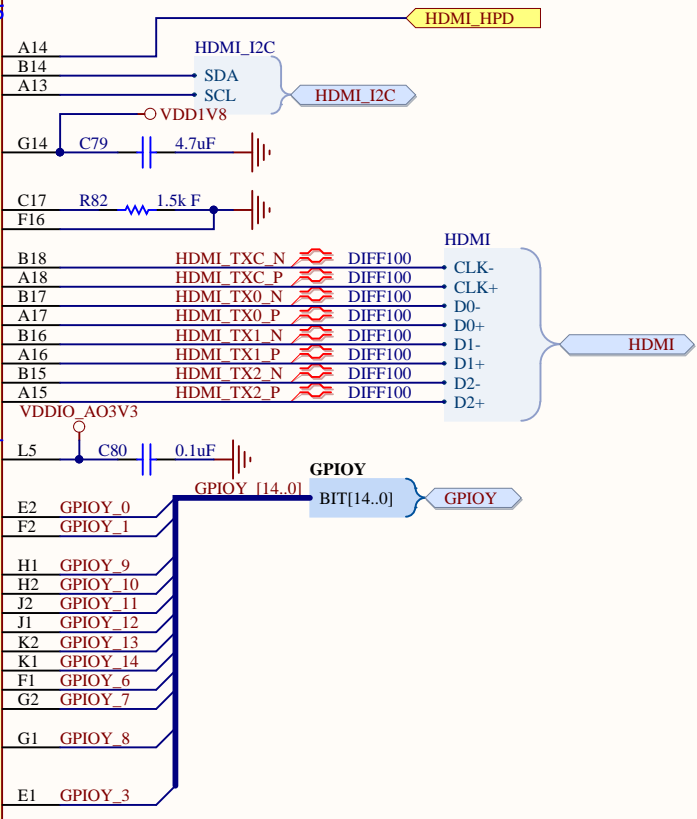 HDMI_HPD
A14
HDMI_I2C
B14
SDA
A13
SCL
HDMI_I2C
VDD1V8
G14
C79
4.7uF
C17
R82
1.5k F
F16
HDMI
B18
HDMI_TXC_N
DIFF100
CLK-
A18
HDMI_TXC_P
DIFF100
CLK+
B17
HDMI_TX0_N
DIFF100
D0-
A17
HDMI_TX0_P
DIFF100
D0+
B16
HDMI_TX1_N
DIFF100
D1-
HDMI
A16
HDMI_TX1_P
DIFF100
D1+
B15
HDMI_TX2_N
DIFF100
D2-
A15
HDMI_TX2_P
DIFF100
D2+
VDDIO_AO3V3
L5
C80
0.1uF
GPIOY
GPIOY_[14..0]
BIT[14..0]
GPIOY
E2
GPIOY_0
F2
GPIOY_1
H1
GPIOY_9
H2
GPIOY_10
J2
GPIOY_11
J1
GPIOY_12
K2
GPIOY_13
K1
GPIOY_14
F1
GPIOY_6
G2
GPIOY_7
G1
GPIOY_8
E1
GPIOY_3